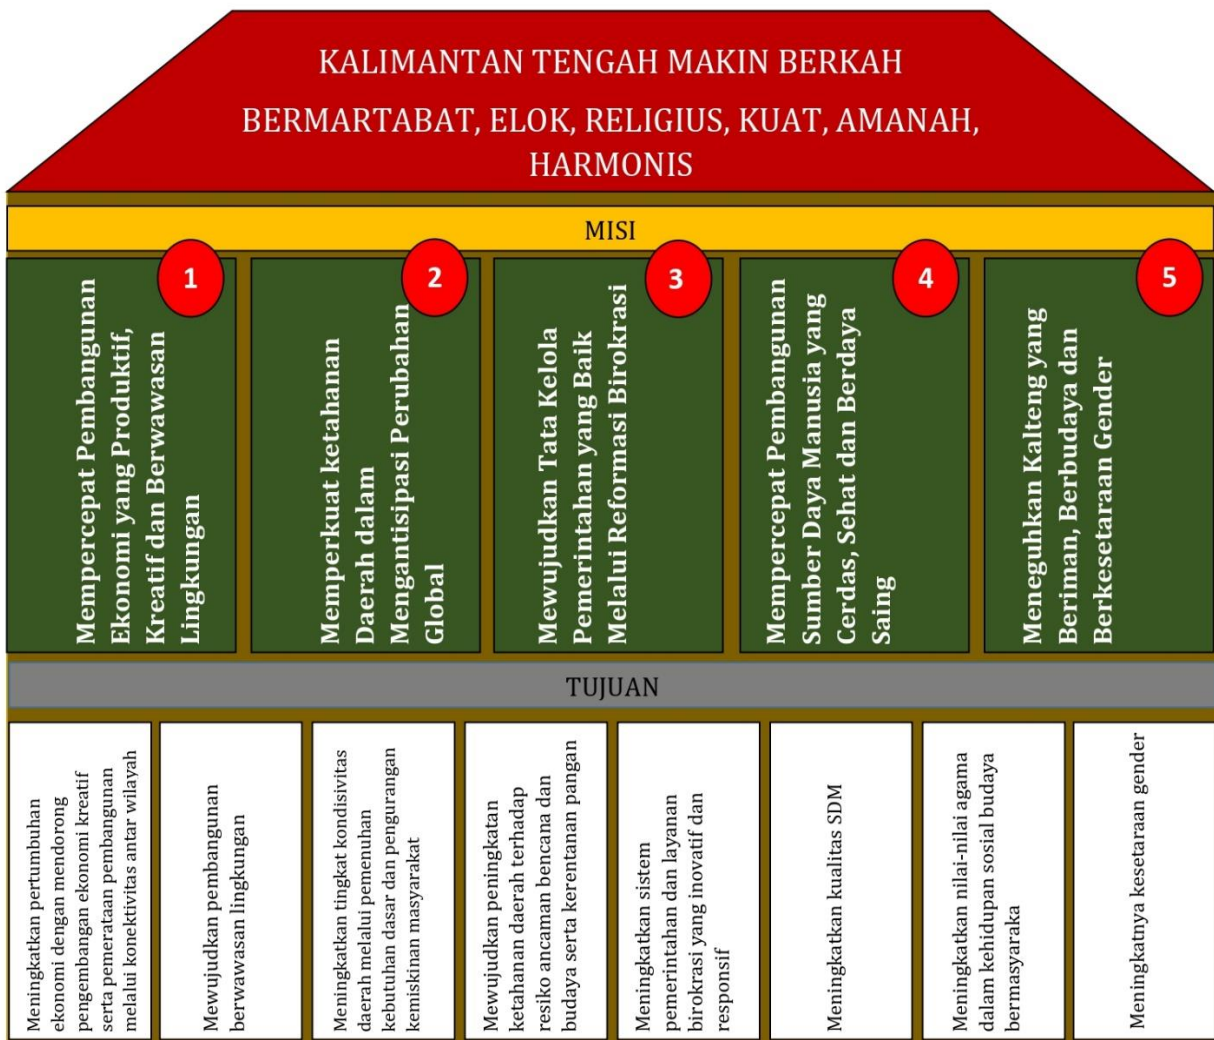 KALIMANTAN TENGAH MAKIN BERKAH
BERMARTABAT, ELOK, RELIGIUS, KUAT, AMANAH,
HARMONIS
MISI
1
Mempercepat Pembangunan
Ekonomi yang Produktif,
Kreatif dan Berwawasan
Lingkungan
2
Memperkuat ketahanan
Daerah dalam
Mengantisipasi Perubahan
Global
3
Mewujudkan Tata Kelola
Pemerintahan yang Baik
Melalui Reformasi Birokrasi
4
Mempercepat Pembangunan
Sumber Daya Manusia yang
Cerdas, Sehat dan Berdaya
Saing
5
Meneguhkan Kalteng yang
Beriman, Berbudaya dan
Berkesetaraan Gender
TUJUAN
Meningkatkan pertumbuhan
ekonomi dengan mendorong
pengembangan ekonomi kreatif
serta pemerataan pembangunan
melalui konektivitas antar wilayah
Mewujudkan pembangunan
berwawasan lingkungan
Meningkatkan tingkat kondisivitas
daerah melalui pemenuhan
kebutuhan dasar dan pengurangan
kemiskinan masyarakat
Mewujudkan peningkatan
ketahanan daerah terhadap
resiko ancaman bencana dan
budaya serta kerentanan pangan
Meningkatkan sistem
pemerintahan dan layanan
birokrasi yang inovatif dan
responsif
Meningkatkan kualitas SDM
Meningkatkan nilai-nilai agama
dalam kehidupan sosial budaya
bermasyaraka
Meningkatnya kesetaraan gender